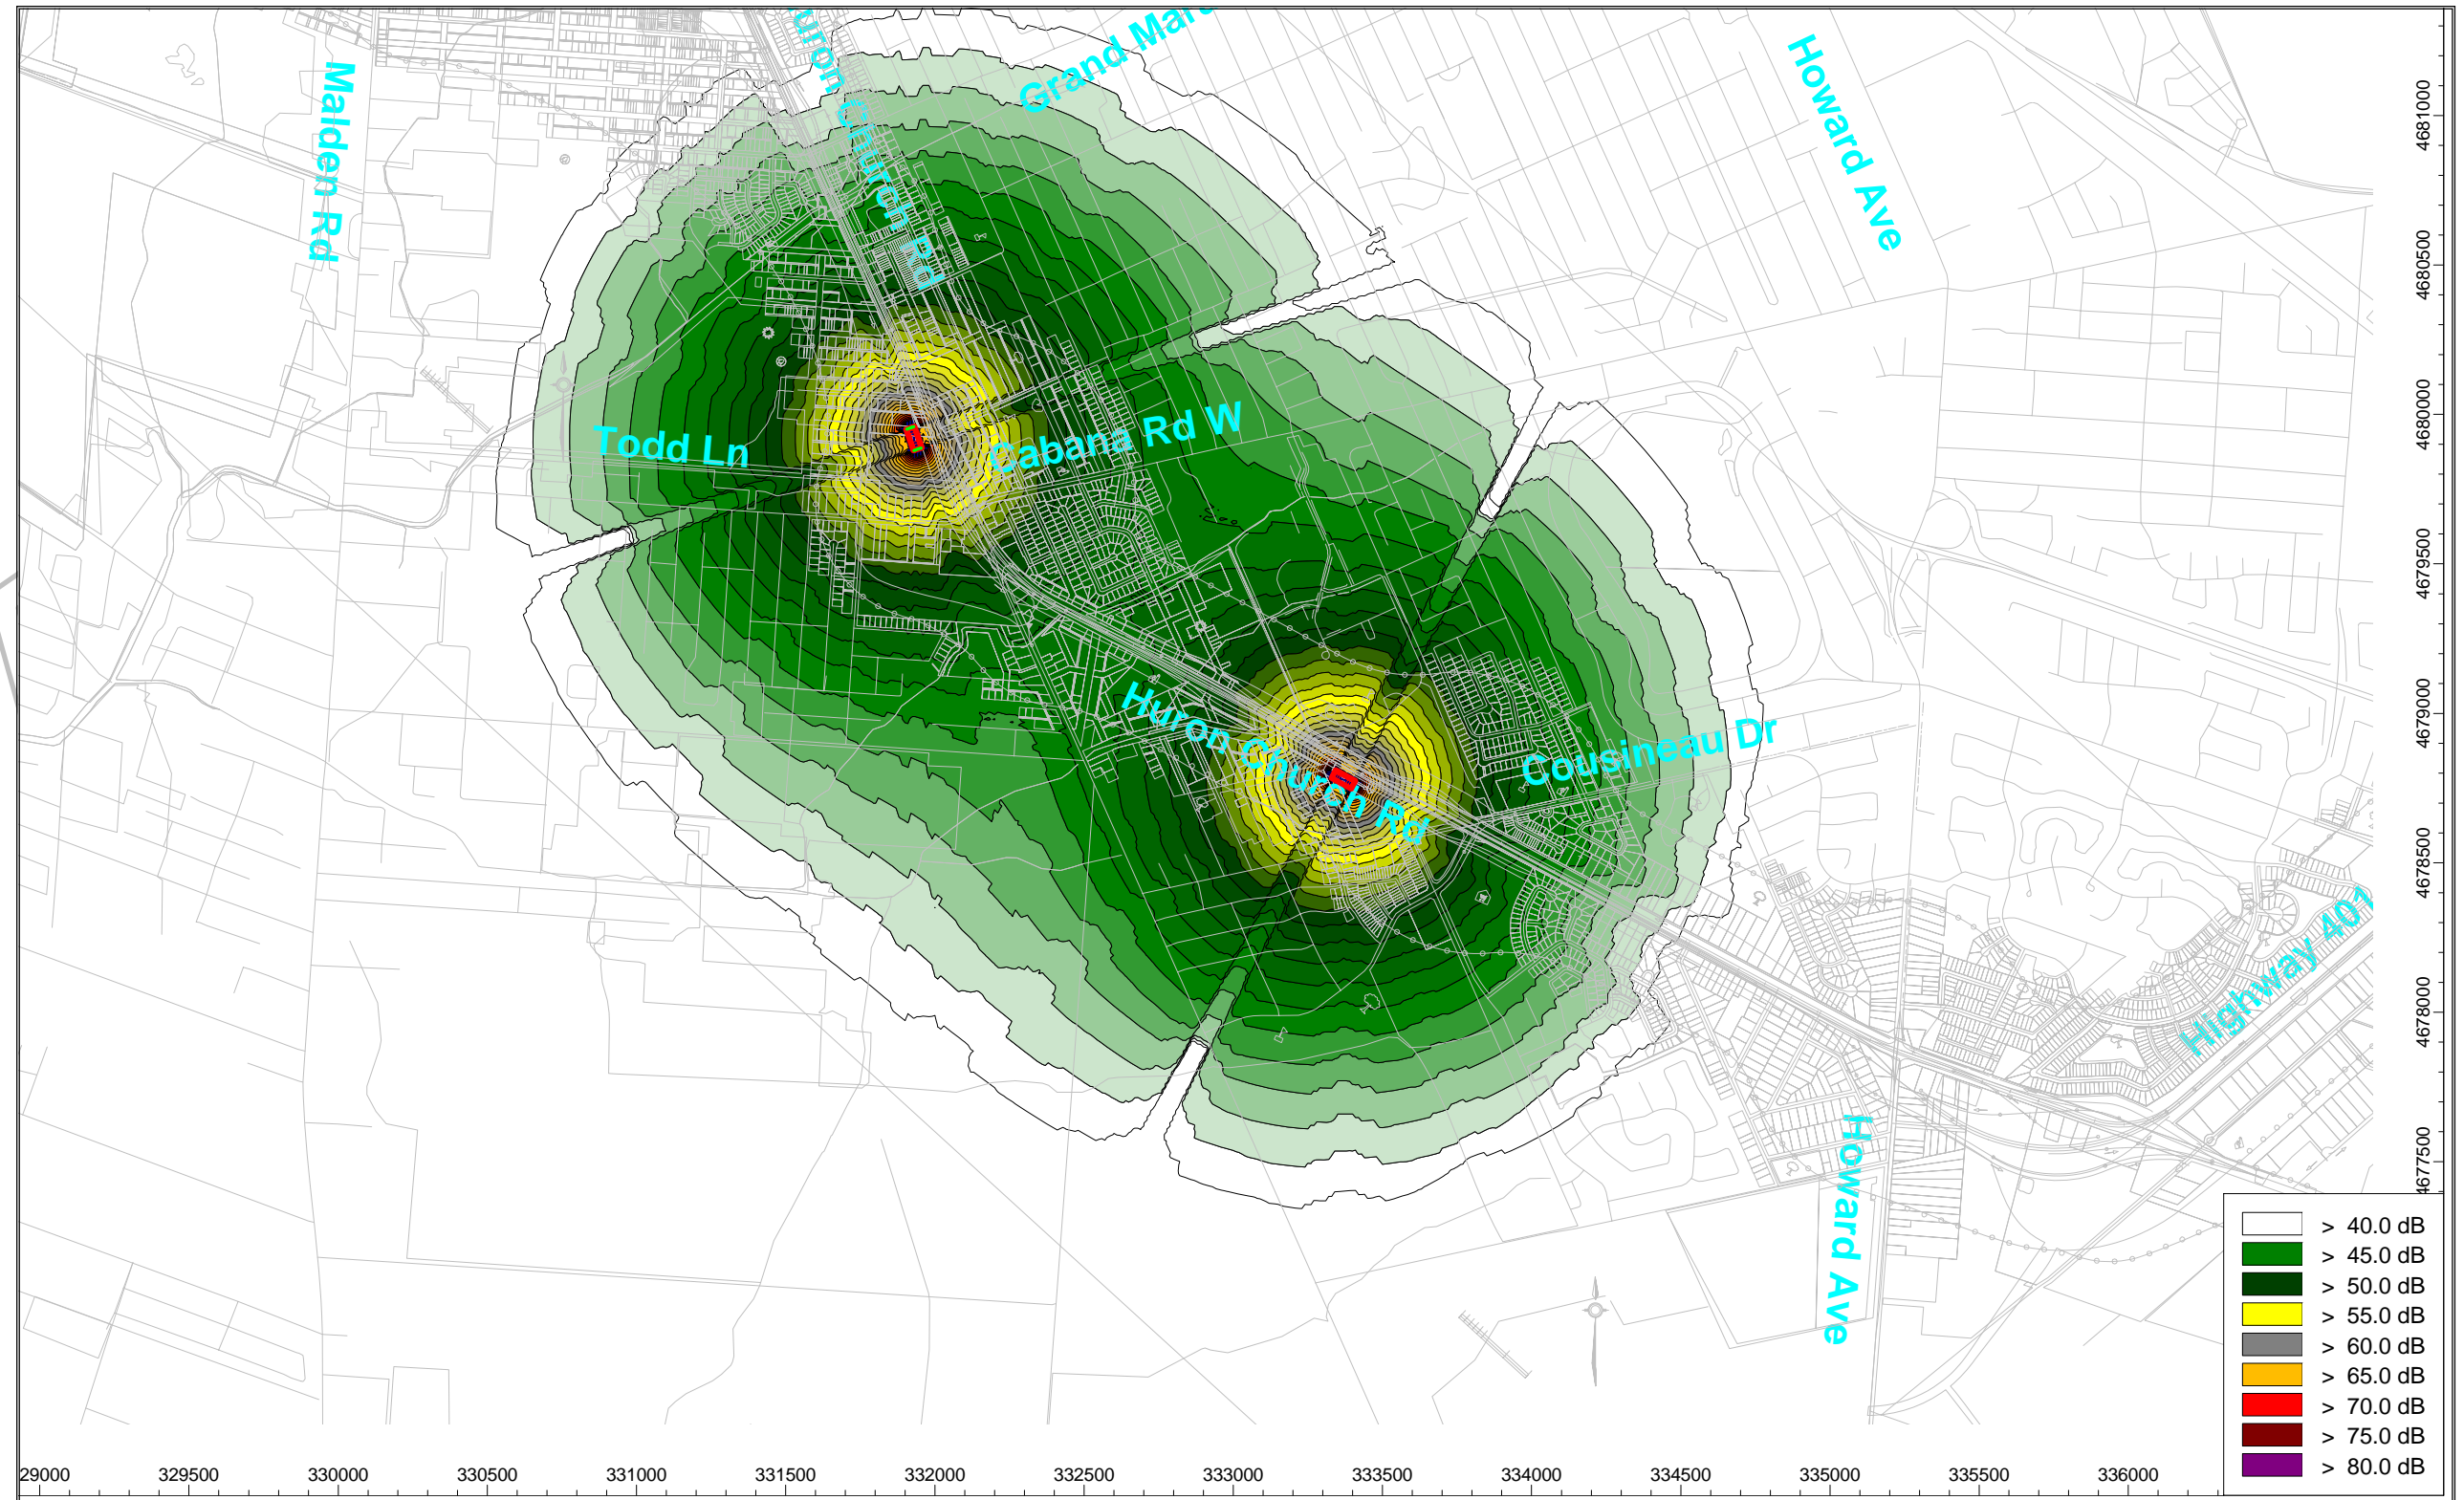 Malden Rd
Huron Church Rd
Grand Mar
Howard Ave
Todd Ln
Cabana Rd W
Huron Church Rd
Cousineau Dr
Highway 401
Howard Ave
4681000
4680500
4680000
4679500
4679000
4678500
4678000
4677500
> 40.0 dB
> 45.0 dB
> 50.0 dB
> 55.0 dB
> 60.0 dB
> 65.0 dB
> 70.0 dB
> 75.0 dB
> 80.0 dB
29000 329500 330000 330500 331000 331500 332000 332500 333000 333500 334000 334500 335000 335500 336000